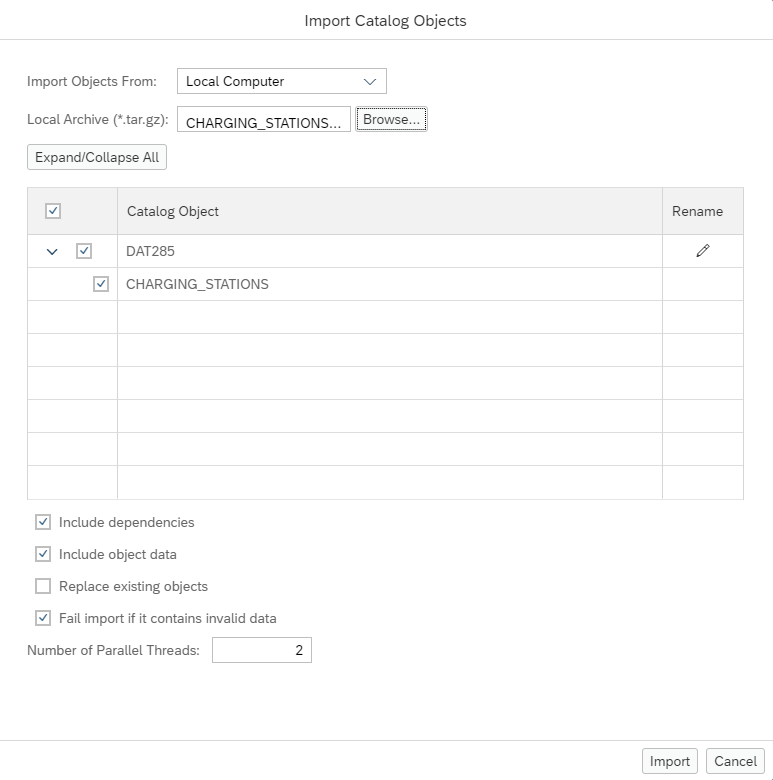 Import Catalog Objects
Import Objects From: Local Computer
Local Archive (*.tar.gz): CHARGING_STATIONS... Browse...
Expand/Collapse All
Catalog Object Rename
DAT285
CHARGING_STATIONS
Include dependencies
Include object data
Replace existing objects
Fail import if it contains invalid data
Number of Parallel Threads: 2
Import Cancel